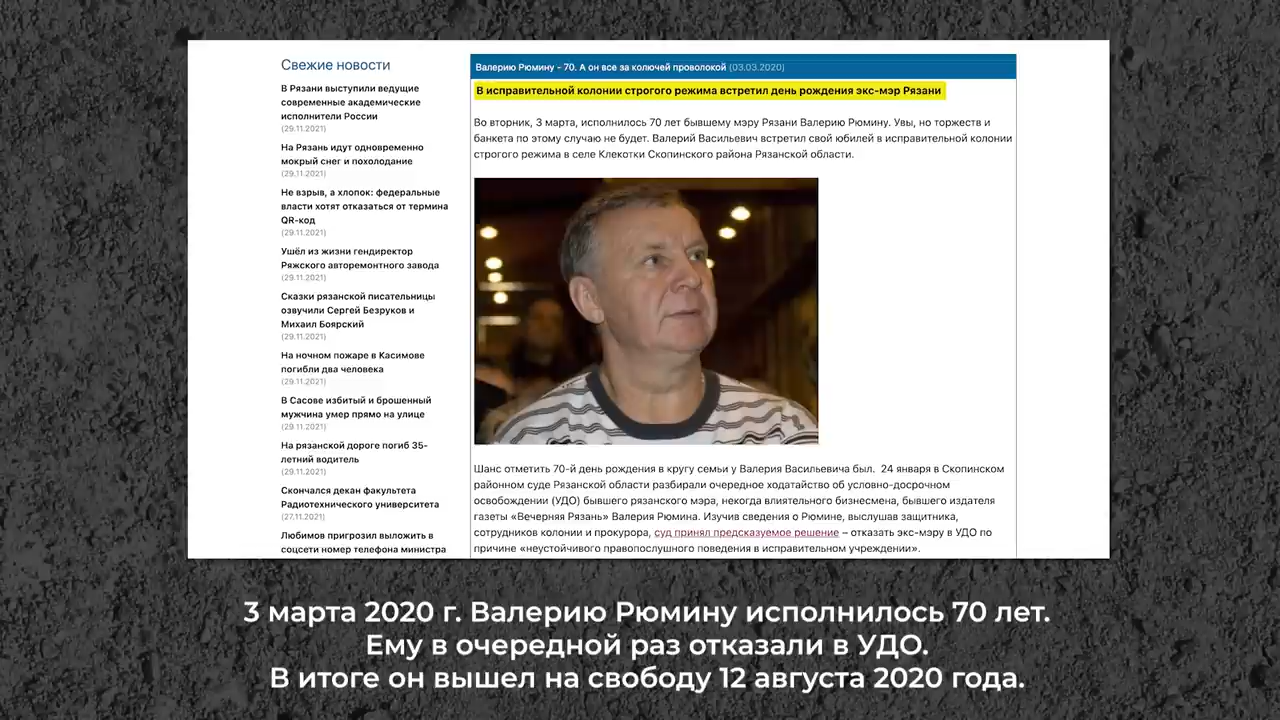 Свежие новости
В Рязани выступили ведущие
современные академические
исполнители России
(29.11.2021)
На Рязань идут одновременно
мокрый снег и похолодание
(29.11.2021)
Не взрыв, а хлопок: федеральные
власти хотят отказаться от термина
QR-код
(29.11.2021)
Ушёл из жизни гендиректор
Ряжского авторемонтного завода
(29.11.2021)
Сказки рязанской писательницы
озвучили Сергей Безруков и
Михаил Боярский
(29.11.2021)
На ночном пожаре в Касимове
погибли два человека
(29.11.2021)
В Сасове избитый и брошенный
мужчина умер прямо на улице
(29.11.2021)
На рязанской дороге погиб 35-
летний водитель
(29.11.2021)
Скончался декан факультета
Радиотехнического университета
(27.11.2021)
Любимов пригрозил выложить в
соцсети номер телефона министра
Валерию Рюмину - 70. А он все за колючей проволокой (03.03.2020)
В исправительной колонии строгого режима встретил день рождения экс-мэр Рязани
Во вторник, 3 марта, исполнилось 70 лет бывшему мэру Рязани Валерию Рюмину. Увы, но торжеств и
банкета по этому случаю не будет. Валерий Васильевич встретил свой юбилей в исправительной колонии
строгого режима в селе Клекотки Скопинского района Рязанской области.
Шанс отметить 70-й день рождения в кругу семьи у Валерия Васильевича был. 24 января в Скопинском
районном суде Рязанской области разбирали очередное ходатайство об условно-досрочном
освобождении (УДО) бывшего рязанского мэра, некогда влиятельного бизнесмена, бывшего издателя
газеты «Вечерняя Рязань» Валерия Рюмина. Изучив сведения о Рюмине, выслушав защитника,
сотрудников колонии и прокурора, суд принял предсказуемое решение – отказать экс-мэру в УДО по
причине «неустойчивого правопослушного поведения в исправительном учреждении».
3 марта 2020 г. Валерию Рюмину исполнилось 70 лет.
Ему в очередной раз отказали в УДО.
В итоге он вышел на свободу 12 августа 2020 года.